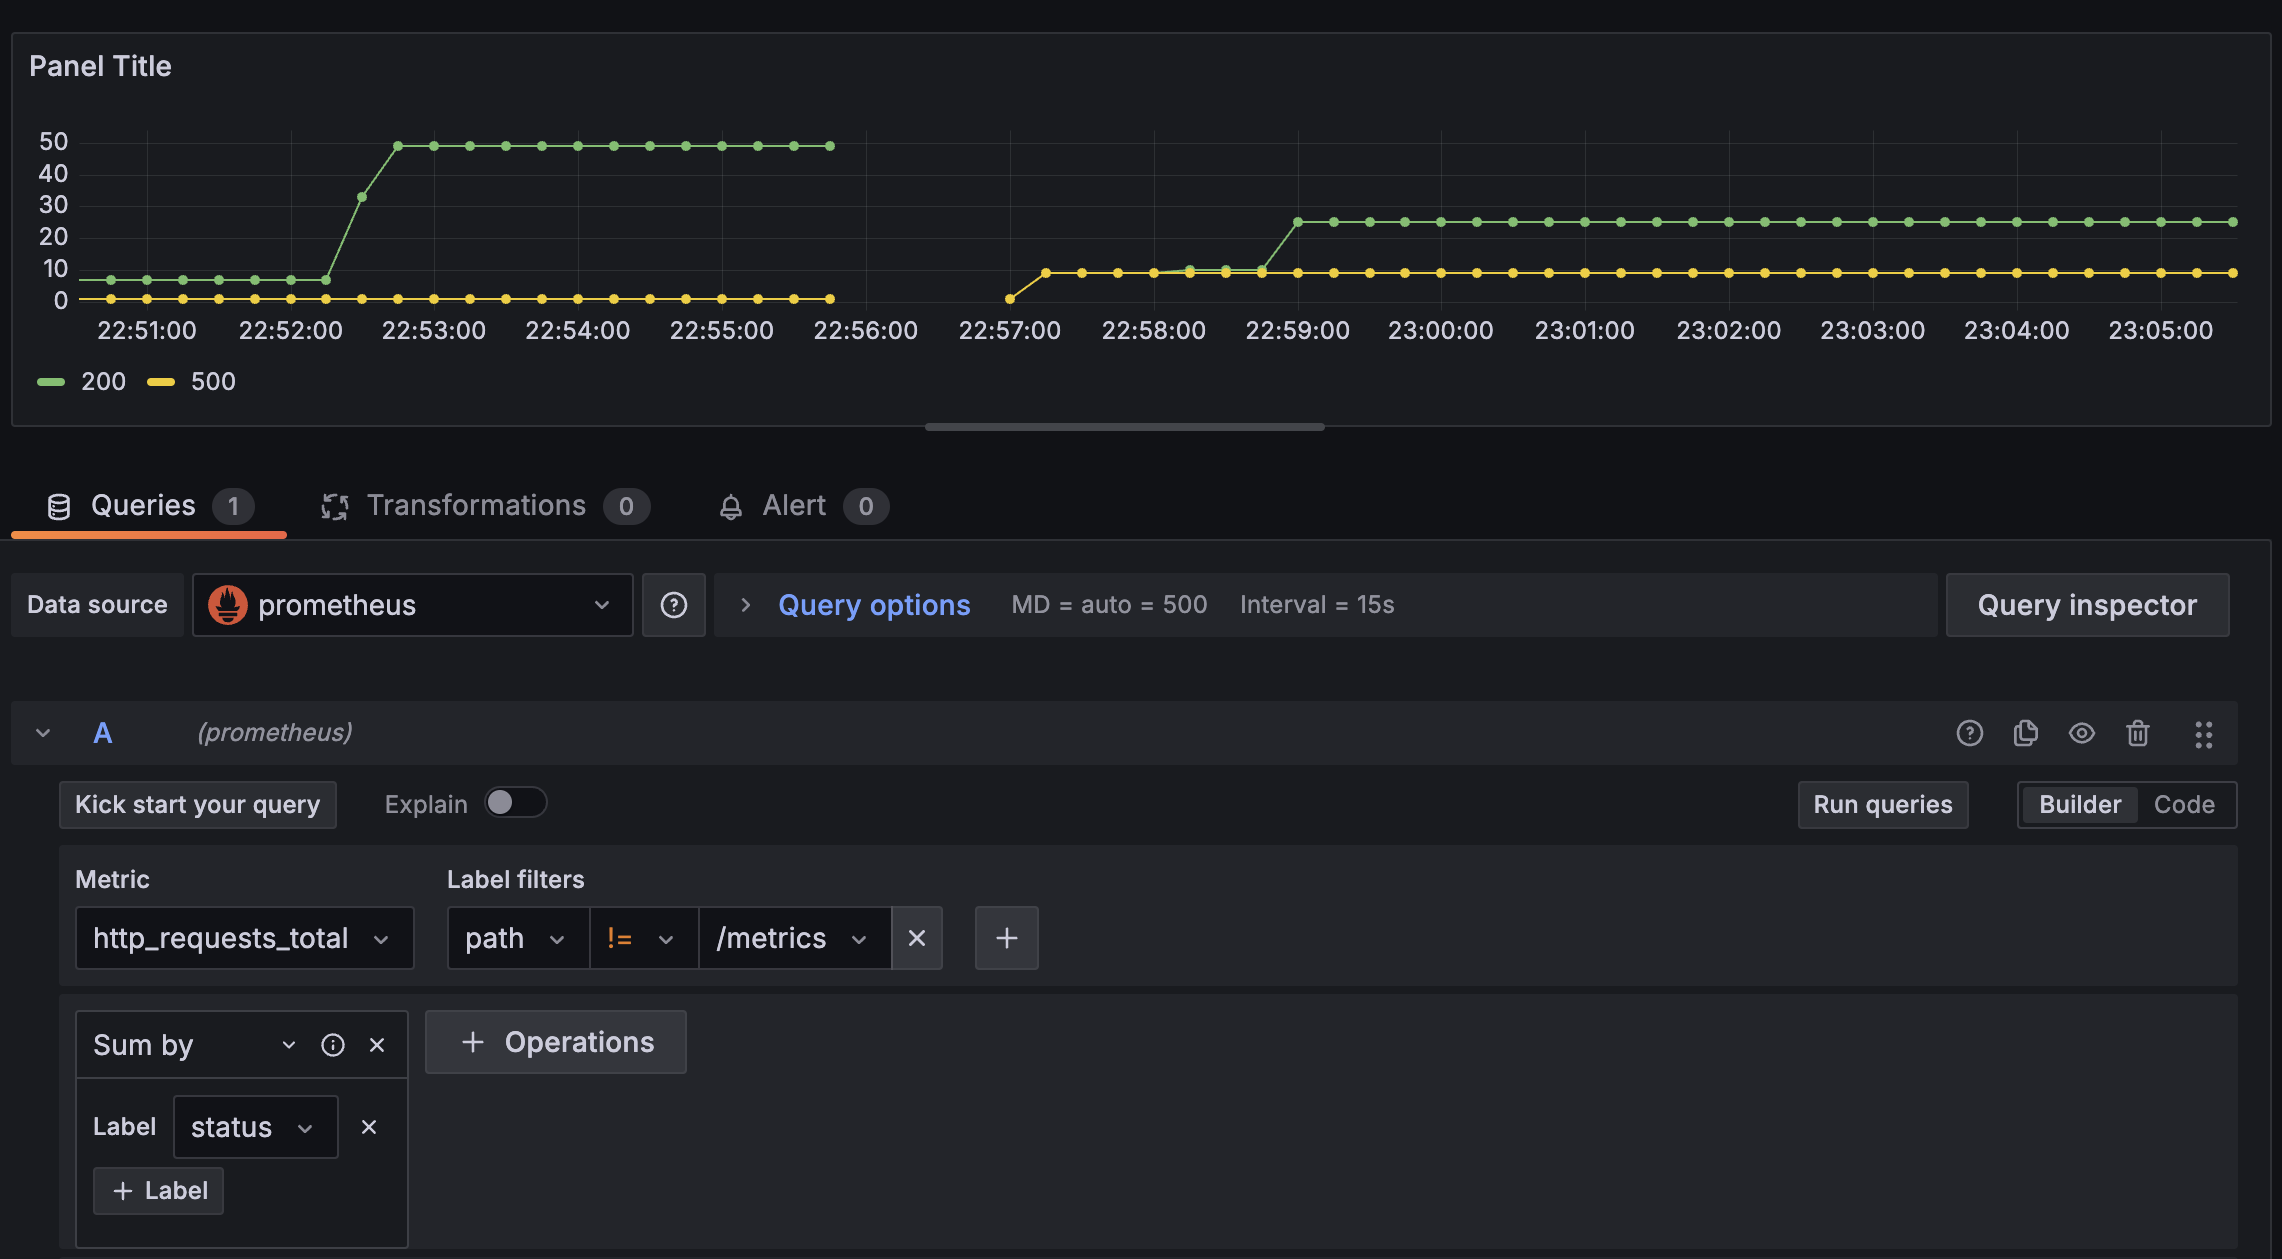 Panel Title
50
40
30
20
10
0
22:51:00 22:52:00 22:53:00 22:54:00 22:55:00 22:56:00 22:57:00 22:58:00 22:59:00 23:00:00 23:01:00 23:02:00 23:03:00 23:04:00 23:05:00
200 500
Queries 1 Transformations 0 Alert 0
Data source prometheus Query options MD = auto = 500 Interval = 15s Query inspector
A (prometheus)
Kick start your query Explain Run queries Builder Code
Metric Label filters
http_requests_total path != /metrics
Sum by + Operations
Label status
+ Label